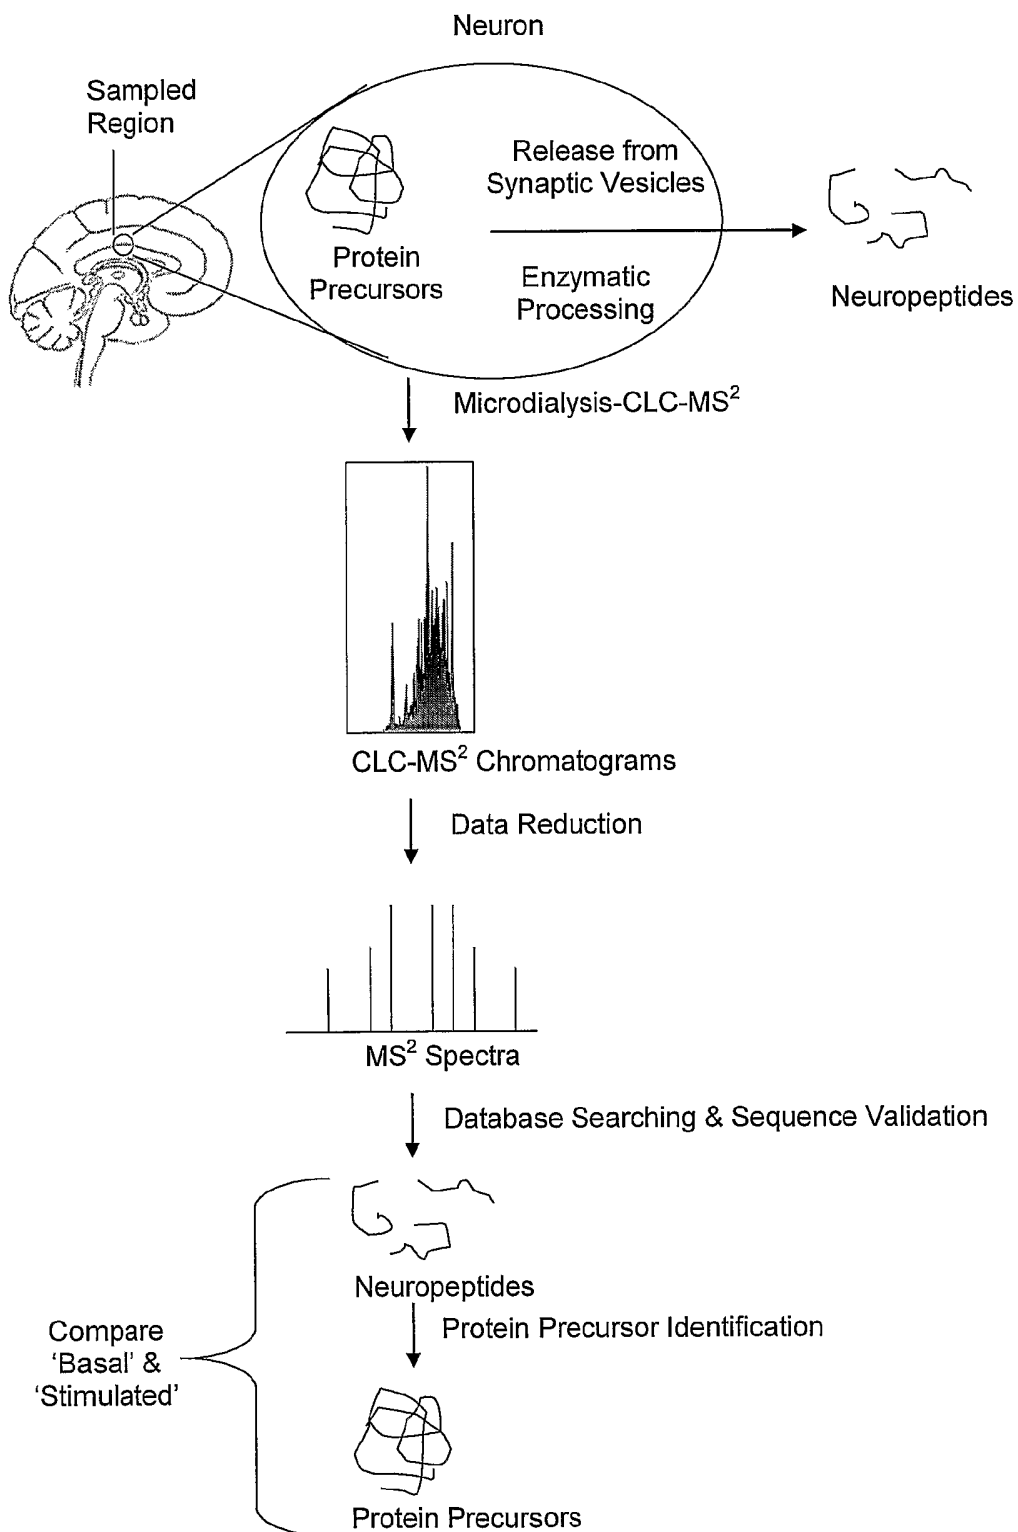 Neuron
Sampled
Region
Release from
Synaptic Vesicles
Protein
Precursors
Enzymatic
Processing
Neuropeptides
Microdialysis-CLC-MS²
CLC-MS² Chromatograms
Data Reduction
MS² Spectra
Database Searching & Sequence Validation
Neuropeptides
Protein Precursor Identification
Compare
‘Basal’ &
‘Stimulated’
Protein Precursors